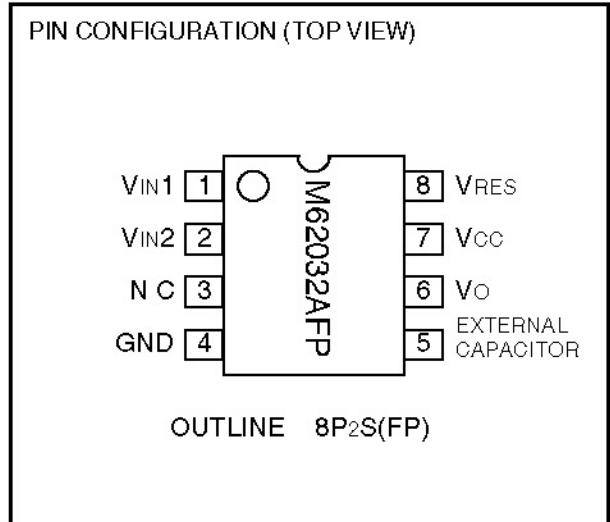 PIN CONFIGURATION (TOP VIEW)
VIN1 1
VIN2 2
N C 3
GND 4
M62032AFP
8 VRES
7 VCC
6 VO
5 EXTERNAL
CAPACITOR
OUTLINE 8P2S(FP)